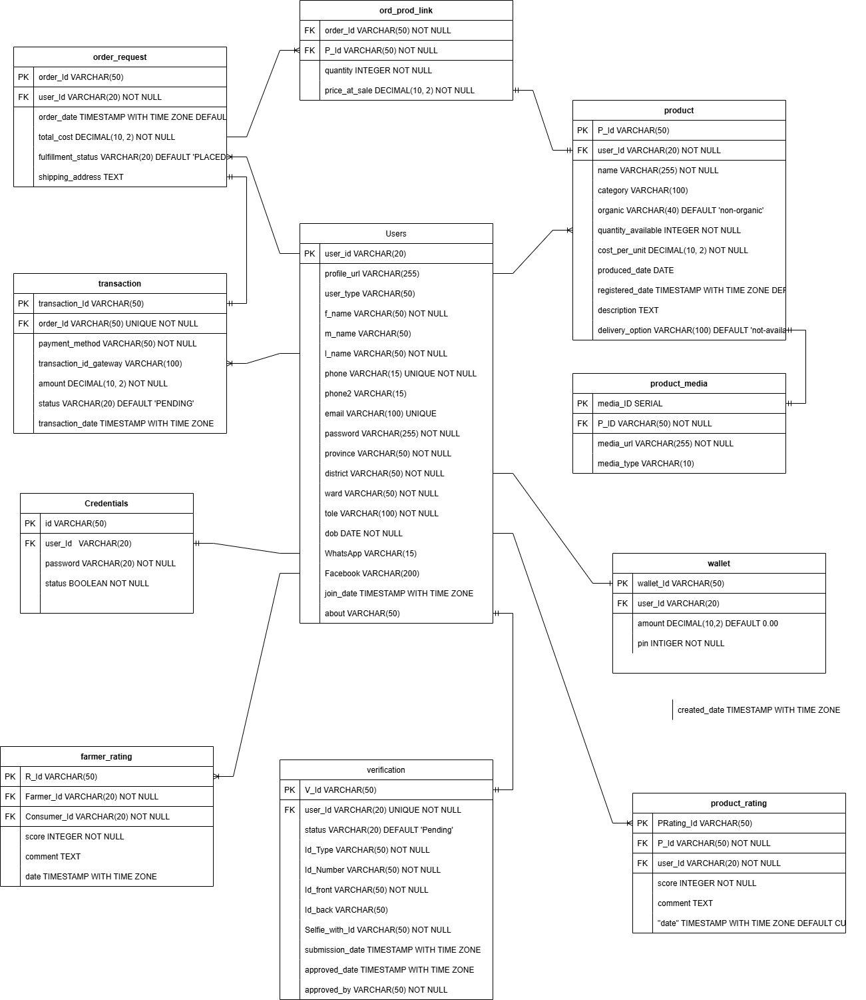 ord_prod_link
FK order_Id VARCHAR(50) NOT NULL
FK P_Id VARCHAR(50) NOT NULL
quantity INTEGER NOT NULL
price_at_sale DECIMAL(10, 2) NOT NULL
order_request
PK order_Id VARCHAR(50)
FK user_Id VARCHAR(20) NOT NULL
order_date TIMESTAMP WITH TIME ZONE DEFAUL
total_cost DECIMAL(10, 2) NOT NULL
fulfillment_status VARCHAR(20) DEFAULT 'PLACED
shipping_address TEXT
product
PK P_Id VARCHAR(50)
FK user_Id VARCHAR(20) NOT NULL
name VARCHAR(255) NOT NULL
category VARCHAR(100)
organic VARCHAR(40) DEFAULT 'non-organic'
quantity_available INTEGER NOT NULL
cost_per_unit DECIMAL(10, 2) NOT NULL
produced_date DATE
registered_date TIMESTAMP WITH TIME ZONE DEF
description TEXT
delivery_option VARCHAR(100) DEFAULT 'not-availa
Users
PK user_id VARCHAR(20)
profile_url VARCHAR(255)
user_type VARCHAR(50)
f_name VARCHAR(50) NOT NULL
m_name VARCHAR(50)
l_name VARCHAR(50) NOT NULL
phone VARCHAR(15) UNIQUE NOT NULL
phone2 VARCHAR(15)
email VARCHAR(100) UNIQUE
password VARCHAR(255) NOT NULL
province VARCHAR(50) NOT NULL
district VARCHAR(50) NOT NULL
ward VARCHAR(50) NOT NULL
tole VARCHAR(100) NOT NULL
dob DATE NOT NULL
WhatsApp VARCHAR(15)
Facebook VARCHAR(200)
join_date TIMESTAMP WITH TIME ZONE
about VARCHAR(50)
transaction
PK transaction_Id VARCHAR(50)
FK order_Id VARCHAR(50) UNIQUE NOT NULL
payment_method VARCHAR(50) NOT NULL
transaction_id_gateway VARCHAR(100)
amount DECIMAL(10, 2) NOT NULL
status VARCHAR(20) DEFAULT 'PENDING'
transaction_date TIMESTAMP WITH TIME ZONE
product_media
PK media_ID SERIAL
FK P_ID VARCHAR(50) NOT NULL
media_url VARCHAR(255) NOT NULL
media_type VARCHAR(10)
Credentials
PK id VARCHAR(50)
FK user_Id VARCHAR(20)
password VARCHAR(20) NOT NULL
status BOOLEAN NOT NULL
wallet
PK wallet_Id VARCHAR(50)
FK user_Id VARCHAR(20)
amount DECIMAL(10,2) DEFAULT 0.00
pin INTIGER NOT NULL
created_date TIMESTAMP WITH TIME ZONE
farmer_rating
PK R_Id VARCHAR(50)
FK Farmer_Id VARCHAR(20) NOT NULL
FK Consumer_Id VARCHAR(20) NOT NULL
score INTEGER NOT NULL
comment TEXT
date TIMESTAMP WITH TIME ZONE
verification
PK V_Id VARCHAR(50)
FK user_Id VARCHAR(20) UNIQUE NOT NULL
status VARCHAR(20) DEFAULT 'Pending'
Id_Type VARCHAR(50) NOT NULL
Id_Number VARCHAR(50) NOT NULL
Id_front VARCHAR(50) NOT NULL
Id_back VARCHAR(50)
Selfie_with_Id VARCHAR(50) NOT NULL
submission_date TIMESTAMP WITH TIME ZONE
approved_date TIMESTAMP WITH TIME ZONE
approved_by VARCHAR(50) NOT NULL
product_rating
PK PRating_Id VARCHAR(50)
FK P_Id VARCHAR(50) NOT NULL
FK user_Id VARCHAR(20) NOT NULL
score INTEGER NOT NULL
comment TEXT
"date" TIMESTAMP WITH TIME ZONE DEFAULT CU